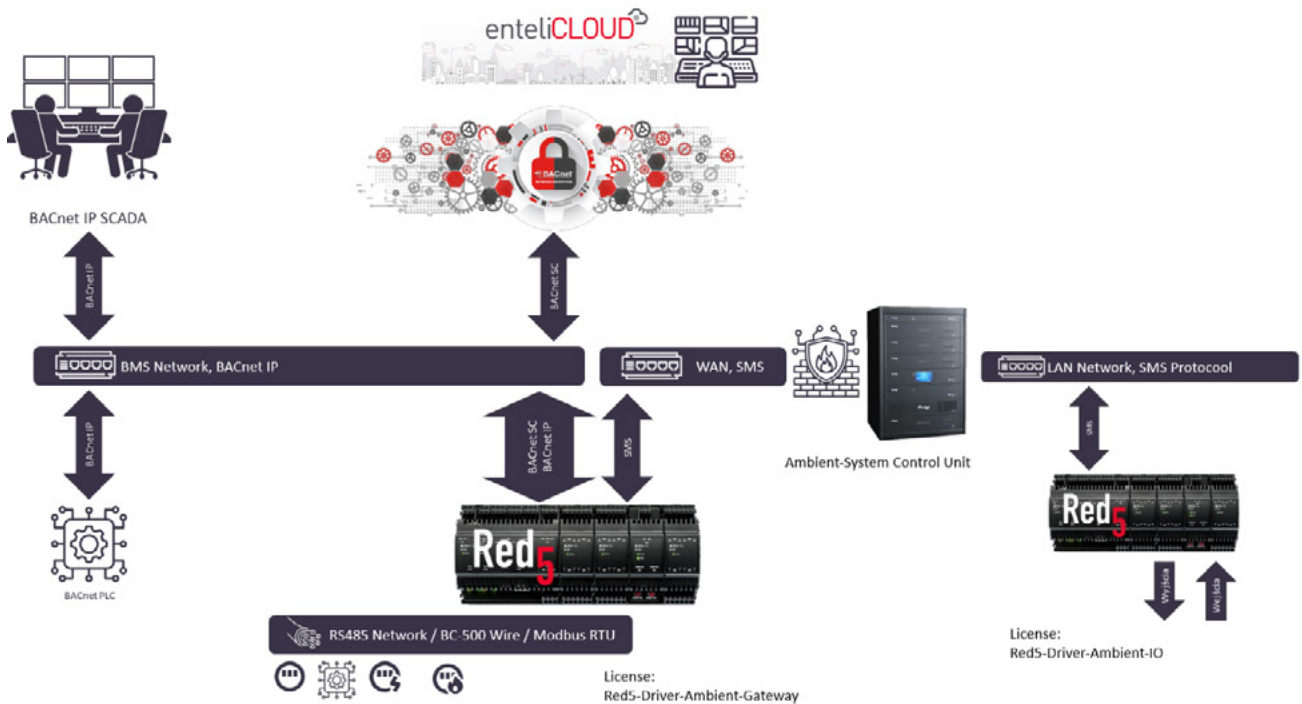 enteliCLOUD
BACnet
BACnet IP SCADA
BACnet IP
BACnet SC
BMS Network, BACnet IP
WAN, SMS
LAN Network, SMS Protocool
BACnet IP
BACnet SC
BACnet IP
SMS
SMS
Ambient-System Control Unit
BACnet PLC
Red5
Red5
Wyjścia
Wejścia
RS485 Network / BC-500 Wire / Modbus RTU
License:
Red5-Driver-Ambient-IO
License:
Red5-Driver-Ambient-Gateway